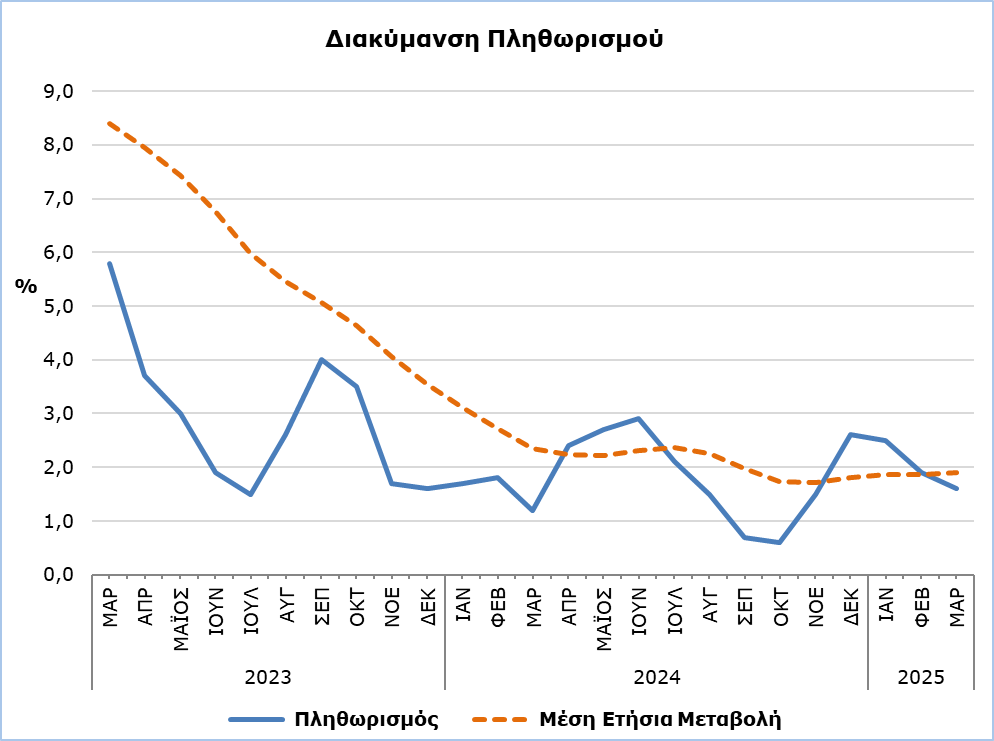 Διακύμανση Πληθωρισμού
9,0
8,0
7,0
6,0
%
5,0
4,0
3,0
2,0
1,0
0,0
ΜΑΡ ΑΠΡ ΜΑΪΟΣ ΙΟΥΝ ΙΟΥΛ ΑΥΓ ΣΕΠ ΟΚΤ ΝΟΕ ΔΕΚ ΙΑΝ ΦΕΒ ΜΑΡ ΑΠΡ ΜΑΪΟΣ ΙΟΥΝ ΙΟΥΛ ΑΥΓ ΣΕΠ ΟΚΤ ΝΟΕ ΔΕΚ ΙΑΝ ΦΕΒ ΜΑΡ
2023 2024 2025
Πληθωρισμός Μέση Ετήσια Μεταβολή